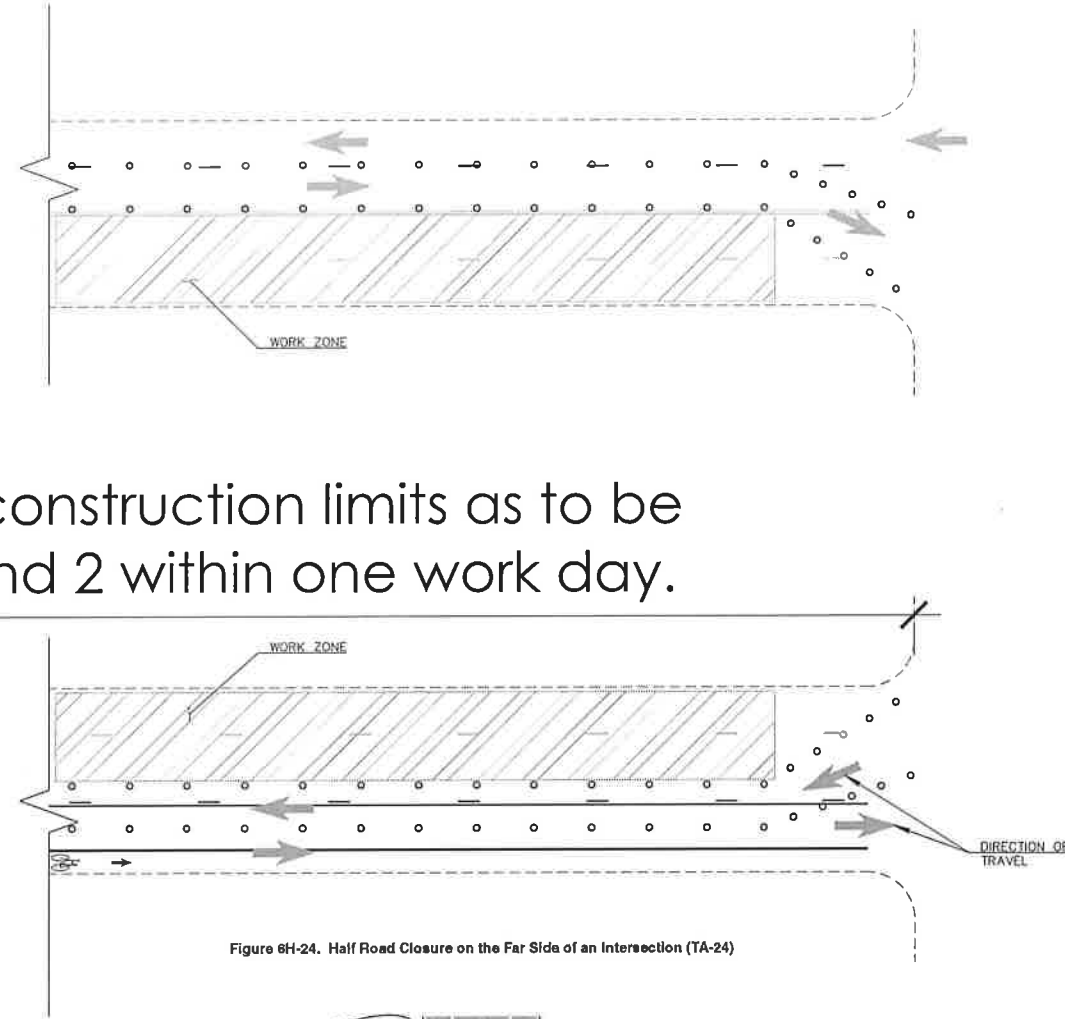 WORK ZONE
construction limits as to be
nd 2 within one work day.
WORK ZONE
DIRECTION OF
TRAVEL
Figure 6H-24. Half Road Closure on the Far Side of an Intersection (TA-24)